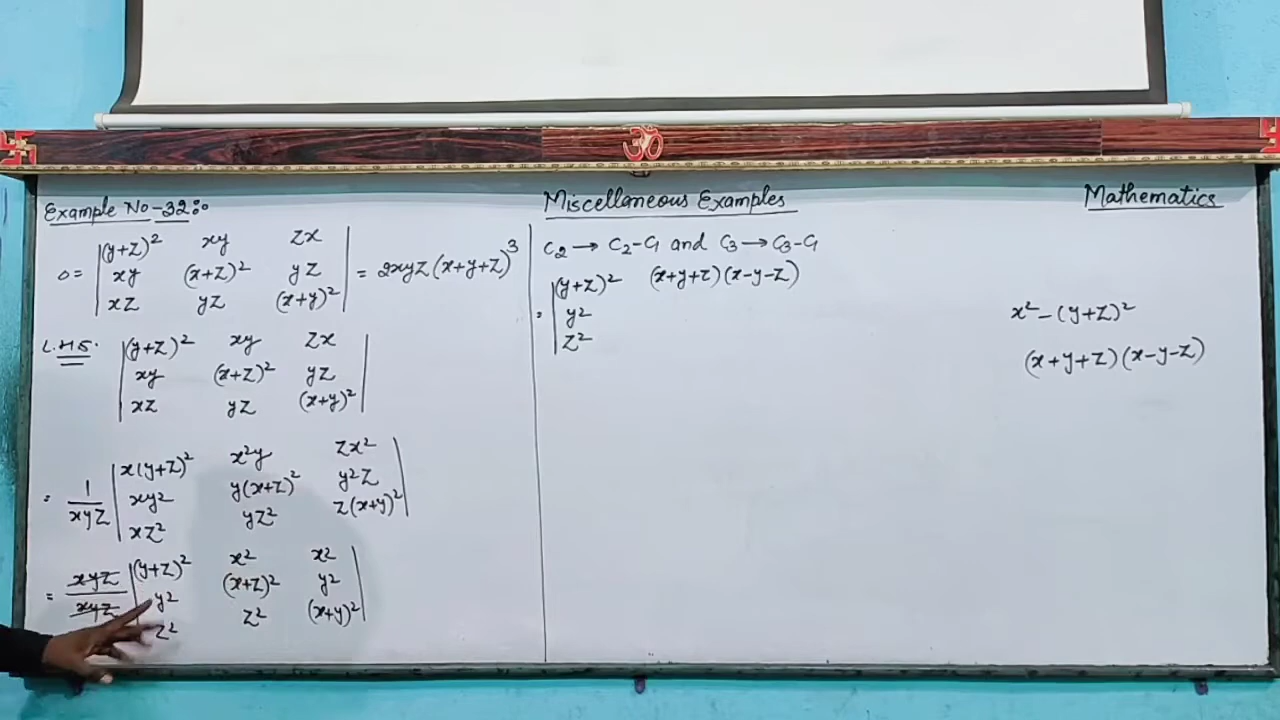 Miscellaneous Examples
Mathematics
Example No-32:
0= |(y+z)² xy zx|
|xy (x+z)² yz| = 2xyz(x+y+z)³
|xz yz (x+y)²|
L.H.S. |(y+z)² xy zx|
|xy (x+z)² yz|
|xz yz (x+y)²|
= 1/xyz |x(y+z)² x²y zx²|
|xy² y(x+z)² y²z|
|xz² yz² z(x+y)²|
= xyz/xyz |(y+z)² x² x²|
|y² (x+z)² y²|
|z² z² (x+y)²|
C₂ → C₂-C₁ and C₃ → C₃-C₁
= |(y+z)² (x+y+z)(x-y-z)
|y²
|z²
x²-(y+z)²
(x+y+z)(x-y-z)